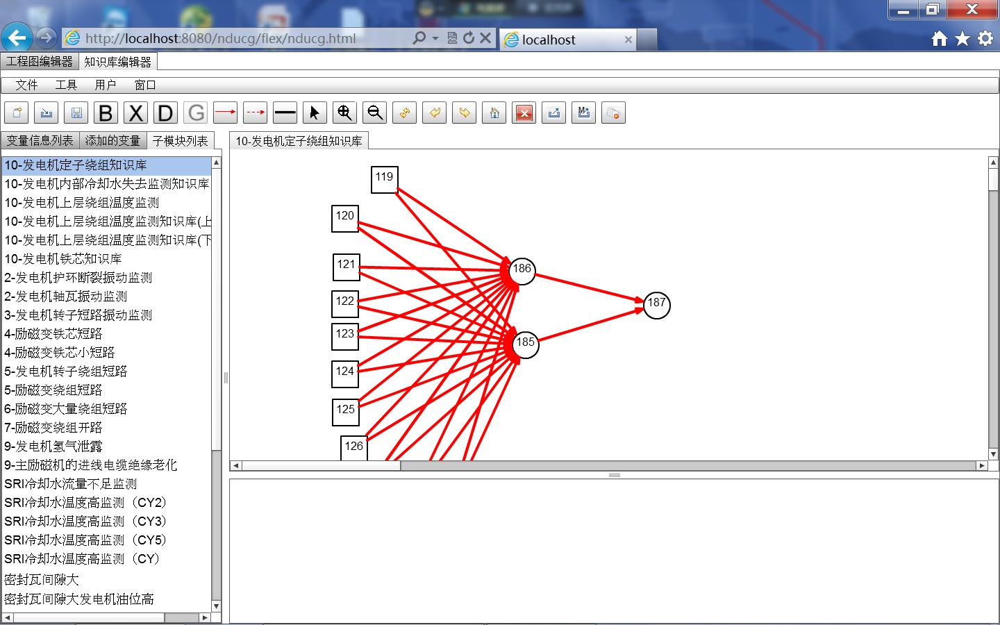 http://localhost:8080/nducg/flex/nducg.html
localhost
工程图编辑器 知识库编辑器
文件 工具 用户 窗口
B X D G M
变量信息列表 添加的变量 子模块列表
10-发电机定子绕组知识库
10-发电机定子绕组知识库
10-发电机内部冷却水失去监测知识库
10-发电机上层绕组温度监测
10-发电机上层绕组温度监测知识库(上
10-发电机上层绕组温度监测知识库(下
10-发电机铁芯知识库
2-发电机护环断裂振动监测
2-发电机轴瓦振动监测
3-发电机转子短路振动监测
4-励磁变铁芯短路
4-励磁变铁芯小短路
5-发电机转子绕组短路
5-励磁变绕组短路
6-励磁变大量绕组短路
7-励磁变绕组开路
9-发电机氢气泄露
9-主励磁机的进线电缆绝缘老化
SRI冷却水流量不足监测
SRI冷却水温度高监测（CY2）
SRI冷却水温度高监测（CY3）
SRI冷却水温度高监测（CY5）
SRI冷却水温度高监测（CY）
密封瓦间隙大
密封瓦间隙大发电机油位高
119
120
121
122
123
124
125
126
186
185
187